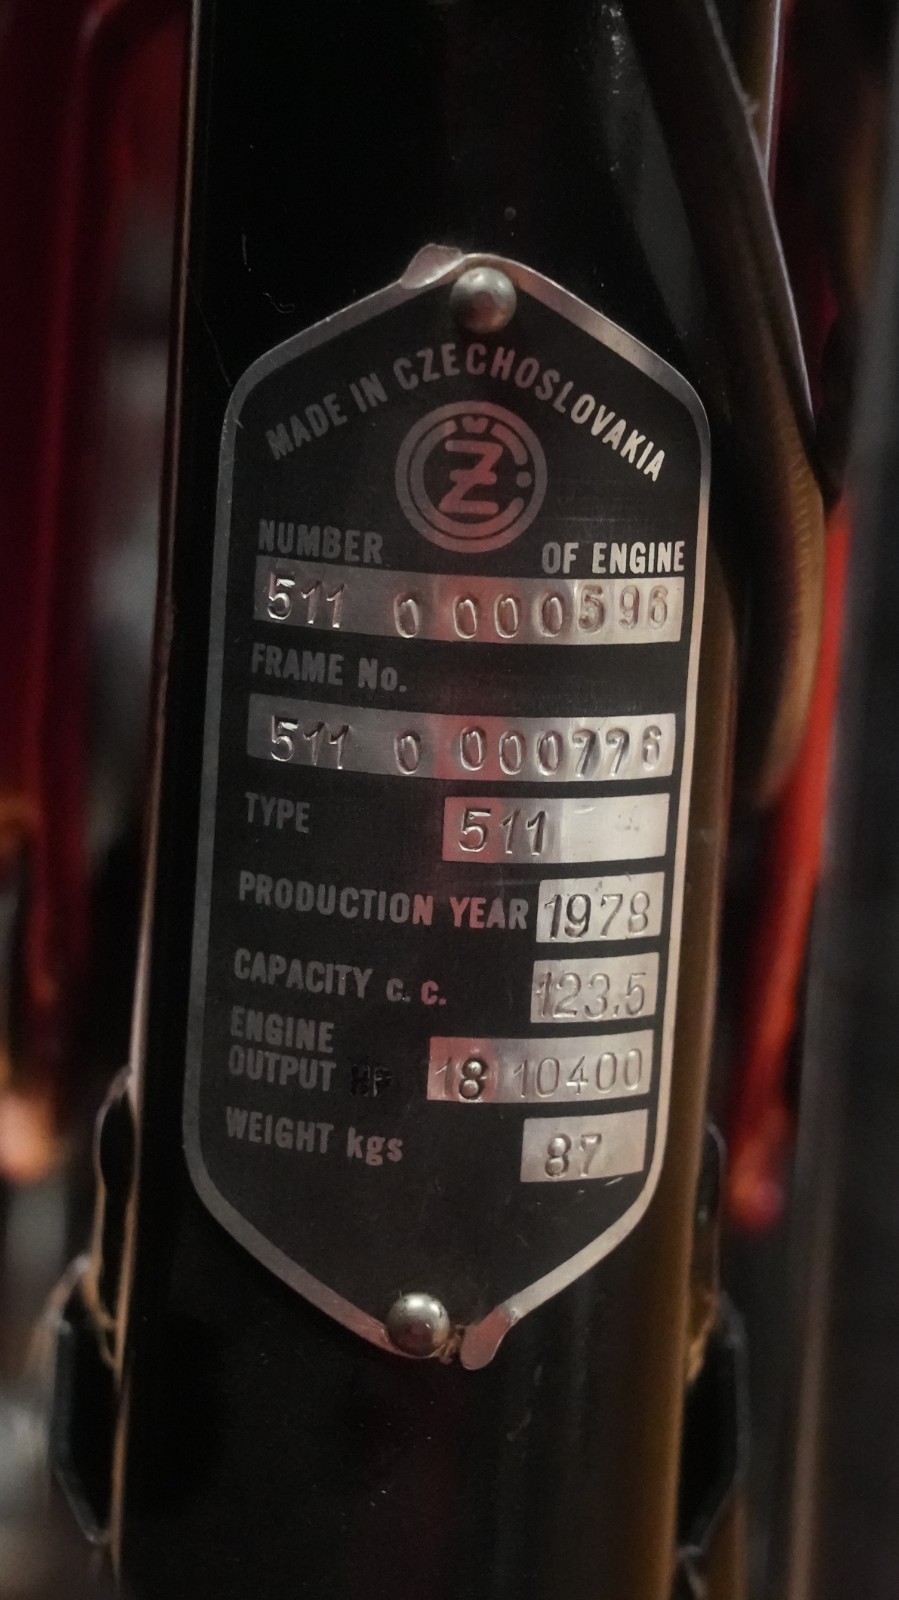 MADE IN CZECHOSLOVAKIA
ČZ
NUMBER OF ENGINE
511 0 000596
FRAME No.
511 0 000776
TYPE 511
PRODUCTION YEAR 1978
CAPACITY c.c. 123.5
ENGINE
OUTPUT HP 18 10400
WEIGHT kgs 87